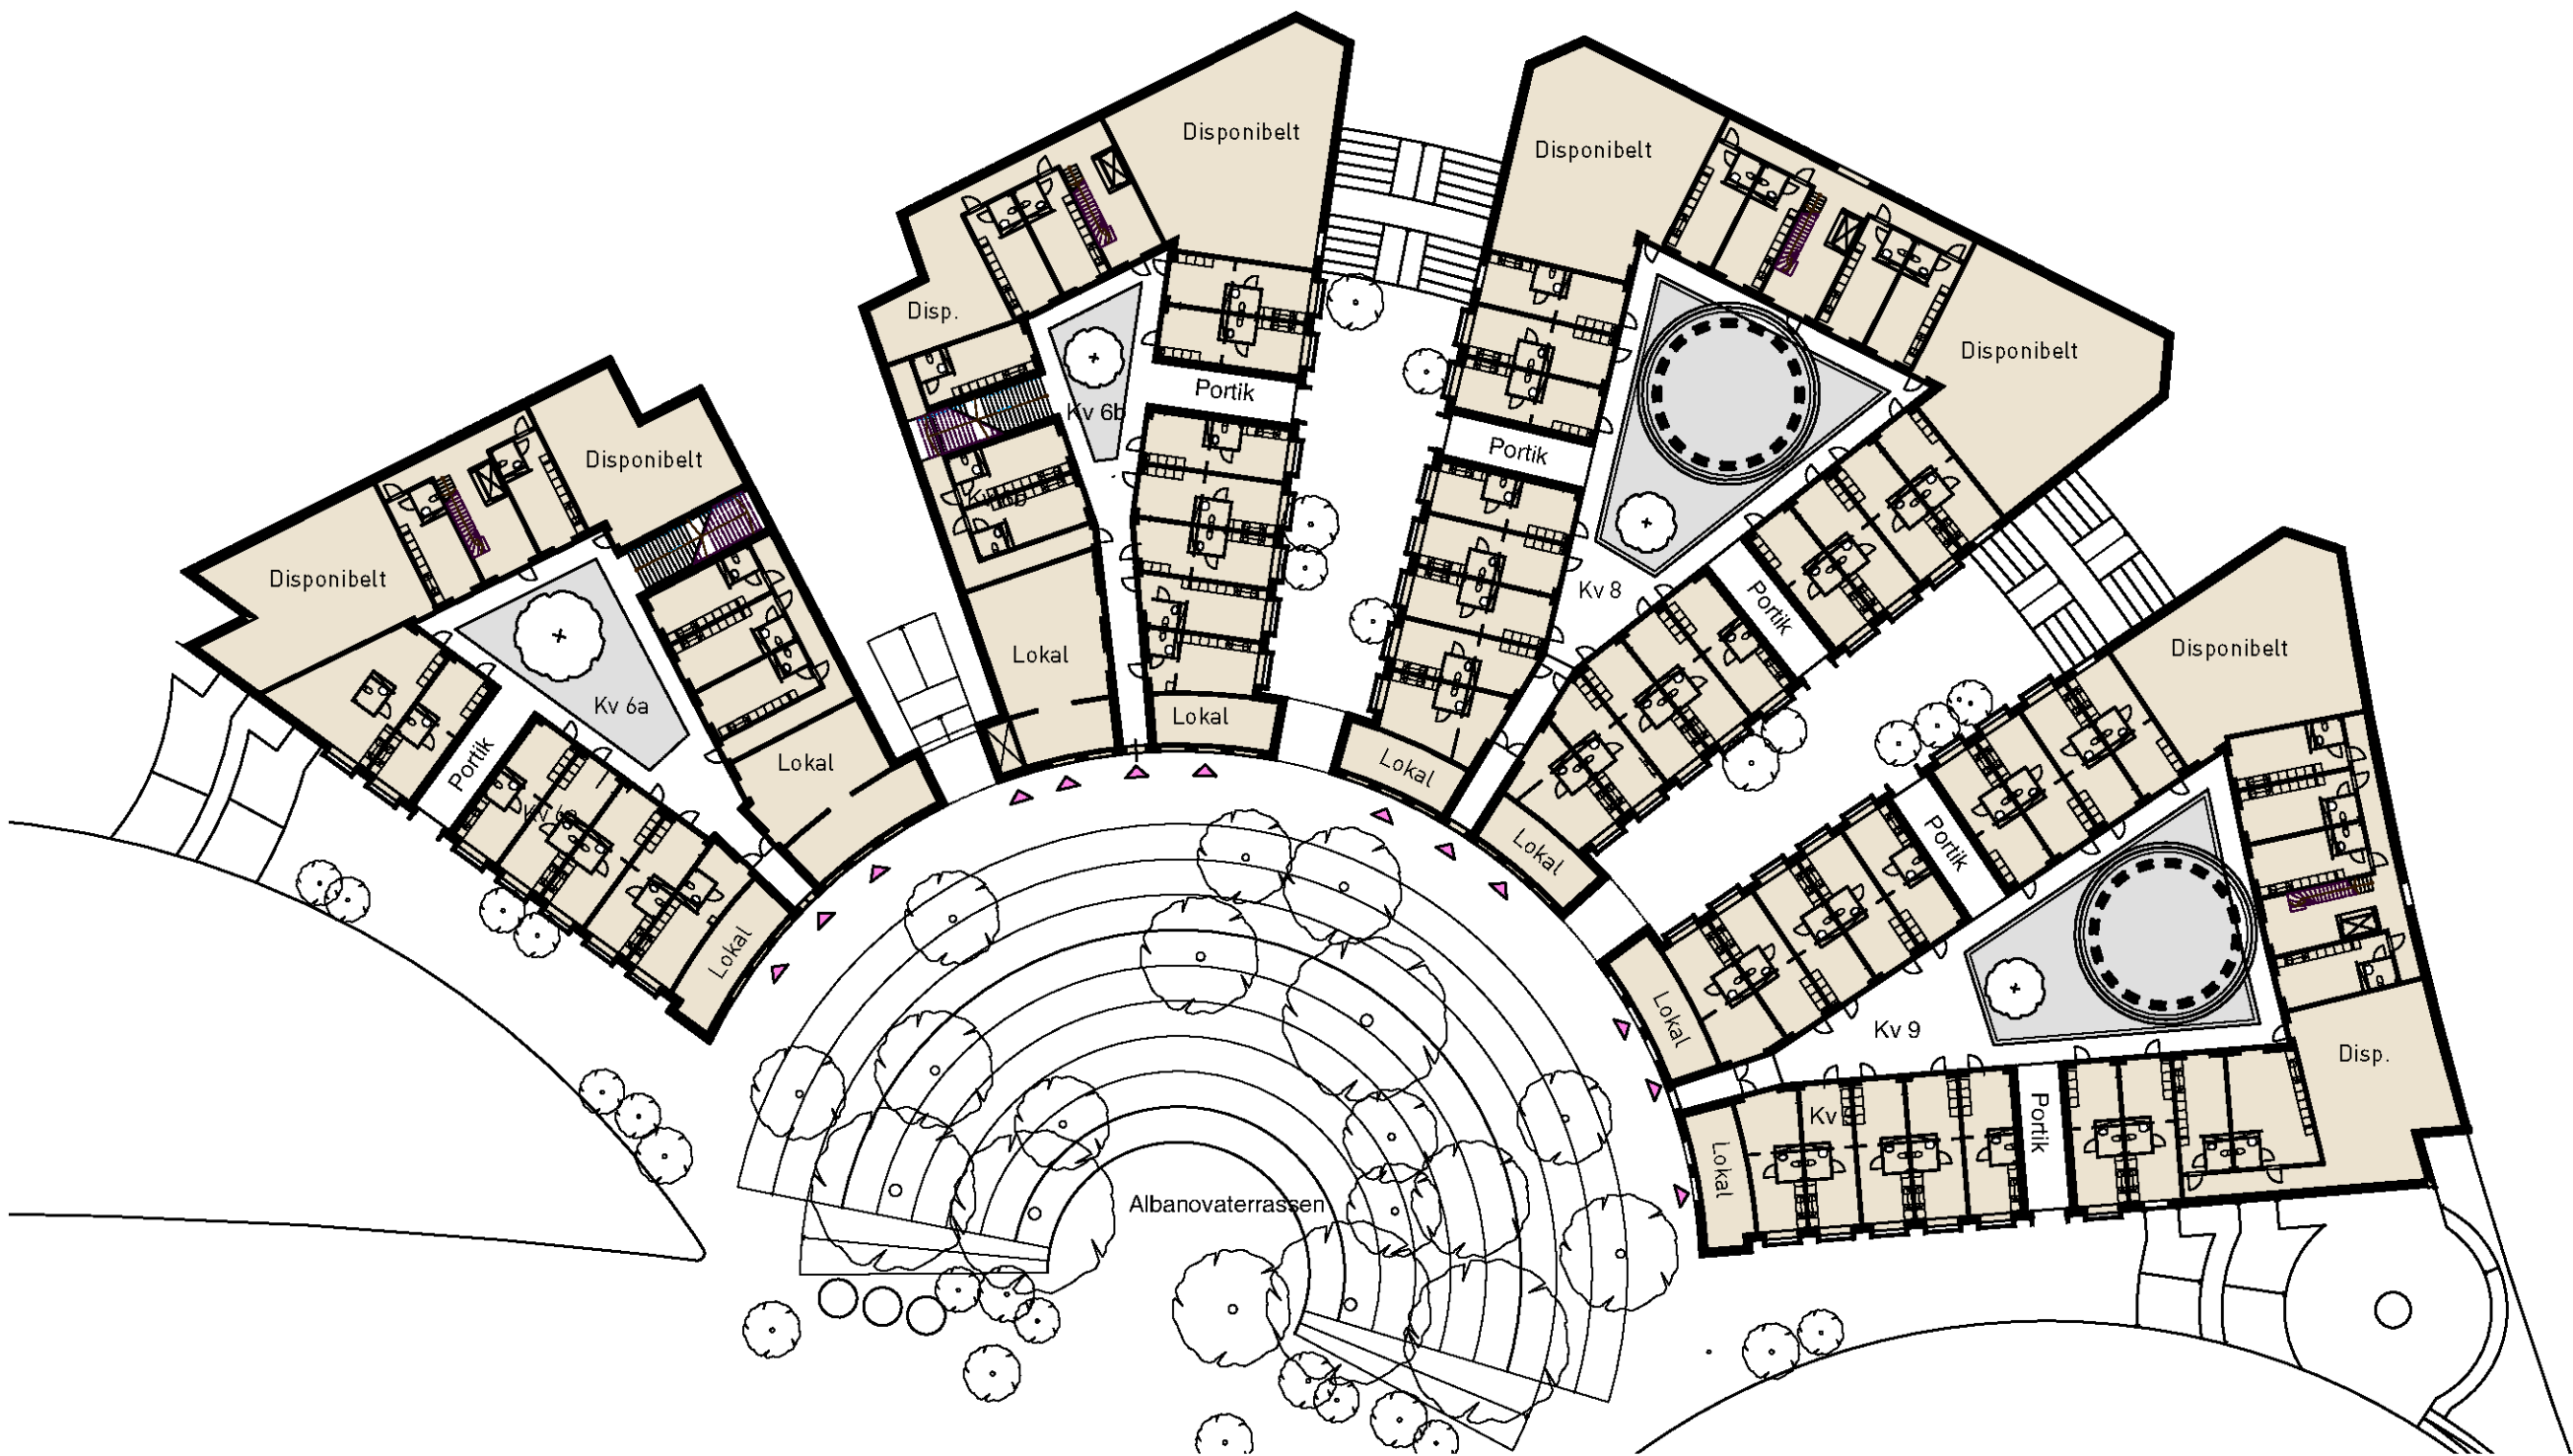 Disponibelt
Disponibelt
Disp.
Kv 6b
Portik
Lokal
Lokal
Disponibelt
Disponibelt
Portik
Kv 6a
Lokal
Lokal
Disponibelt
Disponibelt
Portik
Kv 8
Portik
Lokal
Lokal
Disponibelt
Portik
Kv 9
Lokal
Disp.
Kv
Portik
Lokal
Albanovaterrassen